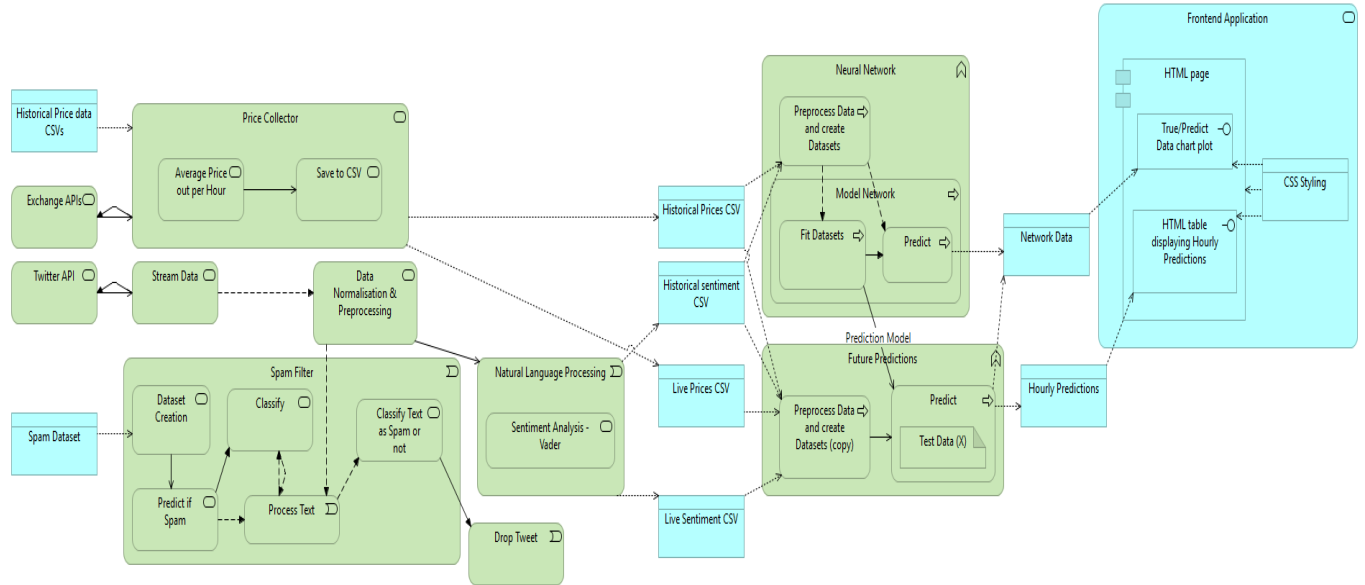 Frontend Application
HTML page
True/Predict
Data chart plot
CSS Styling
HTML table
displaying Hourly
Predictions
Neural Network
Preprocess Data
and create
Datasets
Model Network
Fit Datasets
Predict
Network Data
Historical Price data
CSVs
Price Collector
Average Price
out per Hour
Save to CSV
Exchange APIs
Historical Prices CSV
Twitter API
Stream Data
Data
Normalisation &
Preprocessing
Historical sentiment
CSV
Prediction Model
Future Predictions
Preprocess Data
and create
Datasets (copy)
Predict
Test Data (X)
Hourly Predictions
Live Prices CSV
Spam Filter
Dataset
Creation
Classify
Classify Text
as Spam or
not
Spam Dataset
Predict if
Spam
Process Text
Natural Language Processing
Sentiment Analysis -
Vader
Live Sentiment CSV
Drop Tweet